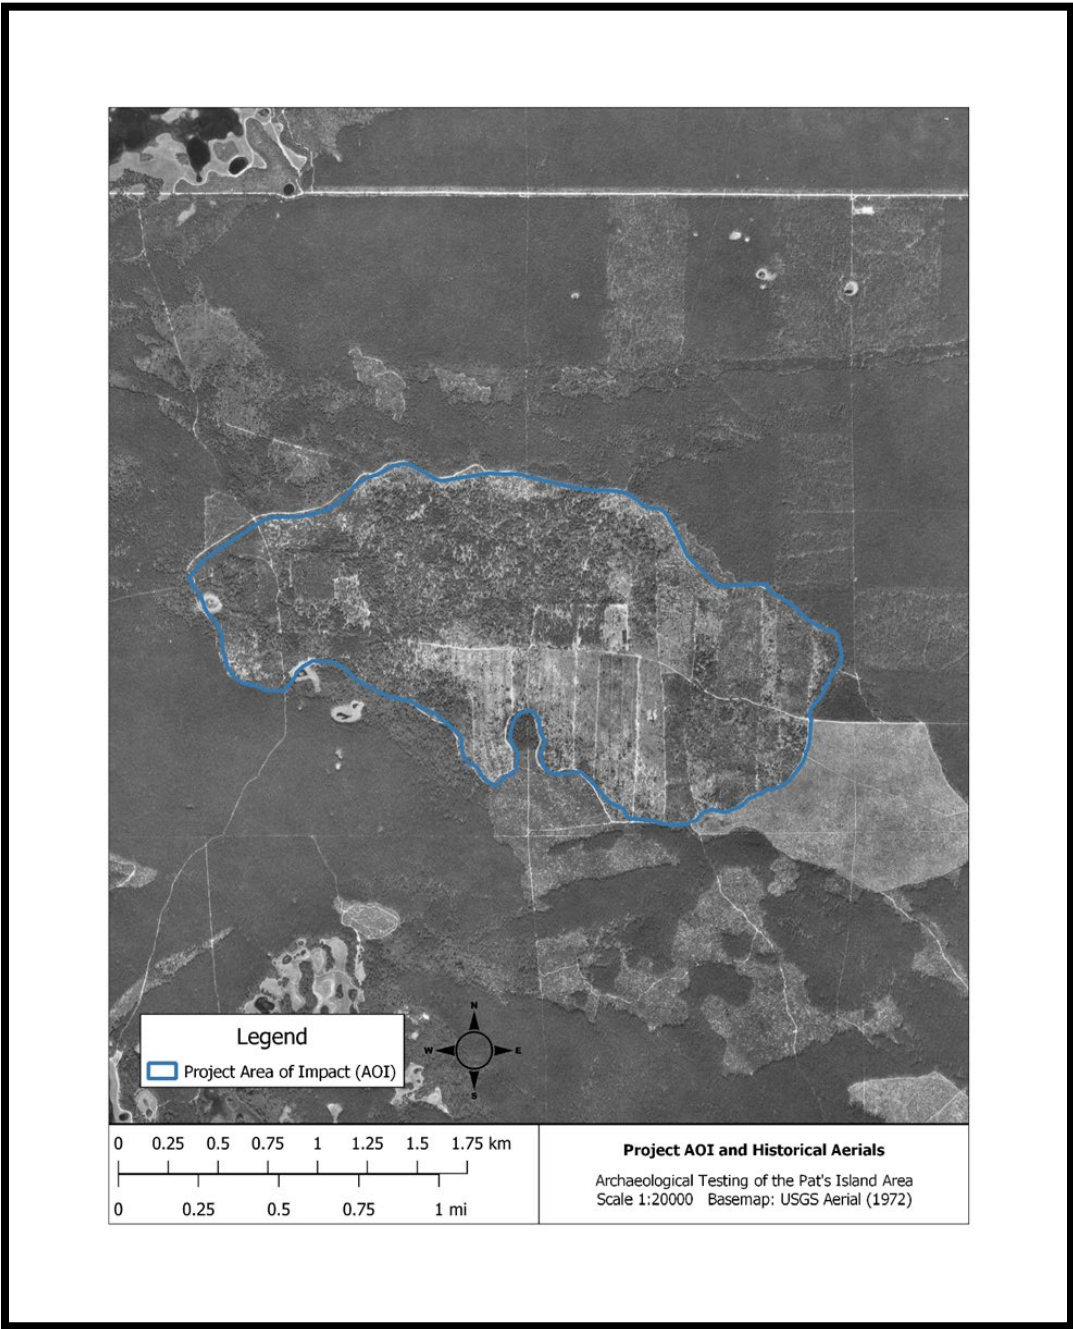 N
W E
S
Legend
Project Area of Impact (AOI)
0 0.25 0.5 0.75 1 1.25 1.5 1.75 km
0 0.25 0.5 0.75 1 mi
Project AOI and Historical Aerials
Archaeological Testing of the Pat's Island Area
Scale 1:20000 Basemap: USGS Aerial (1972)